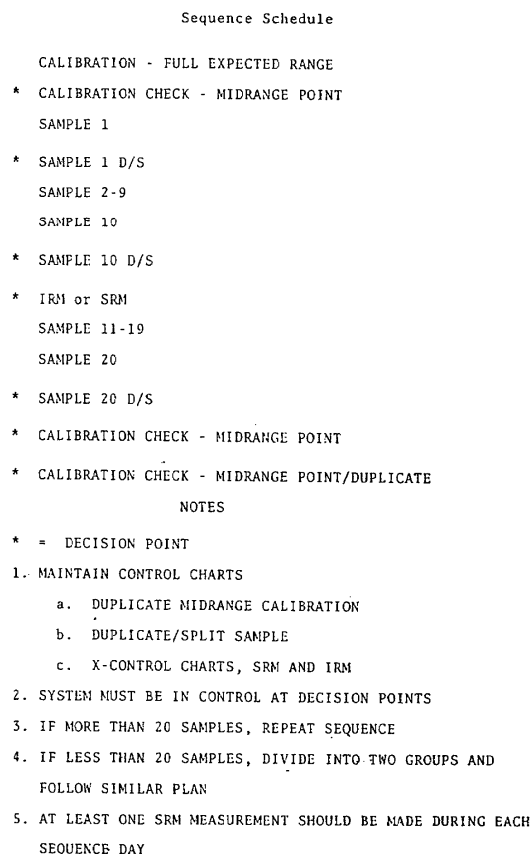 Sequence Schedule
CALIBRATION - FULL EXPECTED RANGE
* CALIBRATION CHECK - MIDRANGE POINT
SAMPLE 1
* SAMPLE 1 D/S
SAMPLE 2-9
SAMPLE 10
* SAMPLE 10 D/S
* IRM or SRM
SAMPLE 11-19
SAMPLE 20
* SAMPLE 20 D/S
* CALIBRATION CHECK - MIDRANGE POINT
* CALIBRATION CHECK - MIDRANGE POINT/DUPLICATE
NOTES
* = DECISION POINT
1. MAINTAIN CONTROL CHARTS
a. DUPLICATE MIDRANGE CALIBRATION
b. DUPLICATE/SPLIT SAMPLE
c. X-CONTROL CHARTS, SRM AND IRM
2. SYSTEM MUST BE IN CONTROL AT DECISION POINTS
3. IF MORE THAN 20 SAMPLES, REPEAT SEQUENCE
4. IF LESS THAN 20 SAMPLES, DIVIDE INTO TWO GROUPS AND
FOLLOW SIMILAR PLAN
5. AT LEAST ONE SRM MEASUREMENT SHOULD BE MADE DURING EACH
SEQUENCE DAY